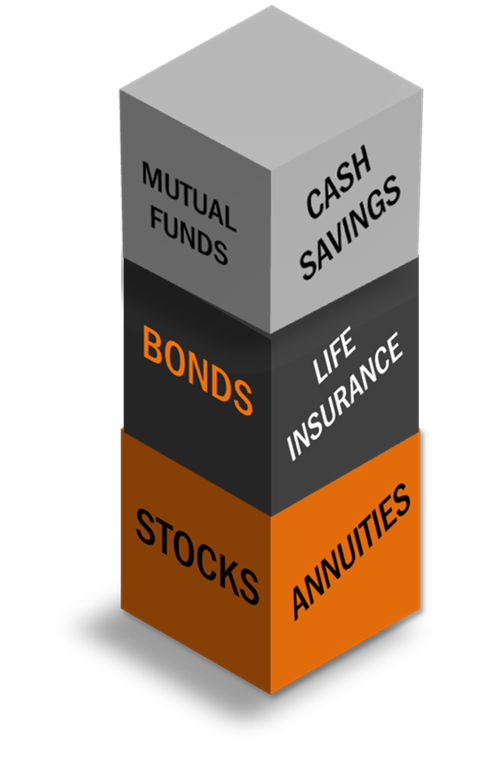 MUTUAL
FUNDS
CASH
SAVINGS
BONDS
LIFE
INSURANCE
STOCKS
ANNUITIES